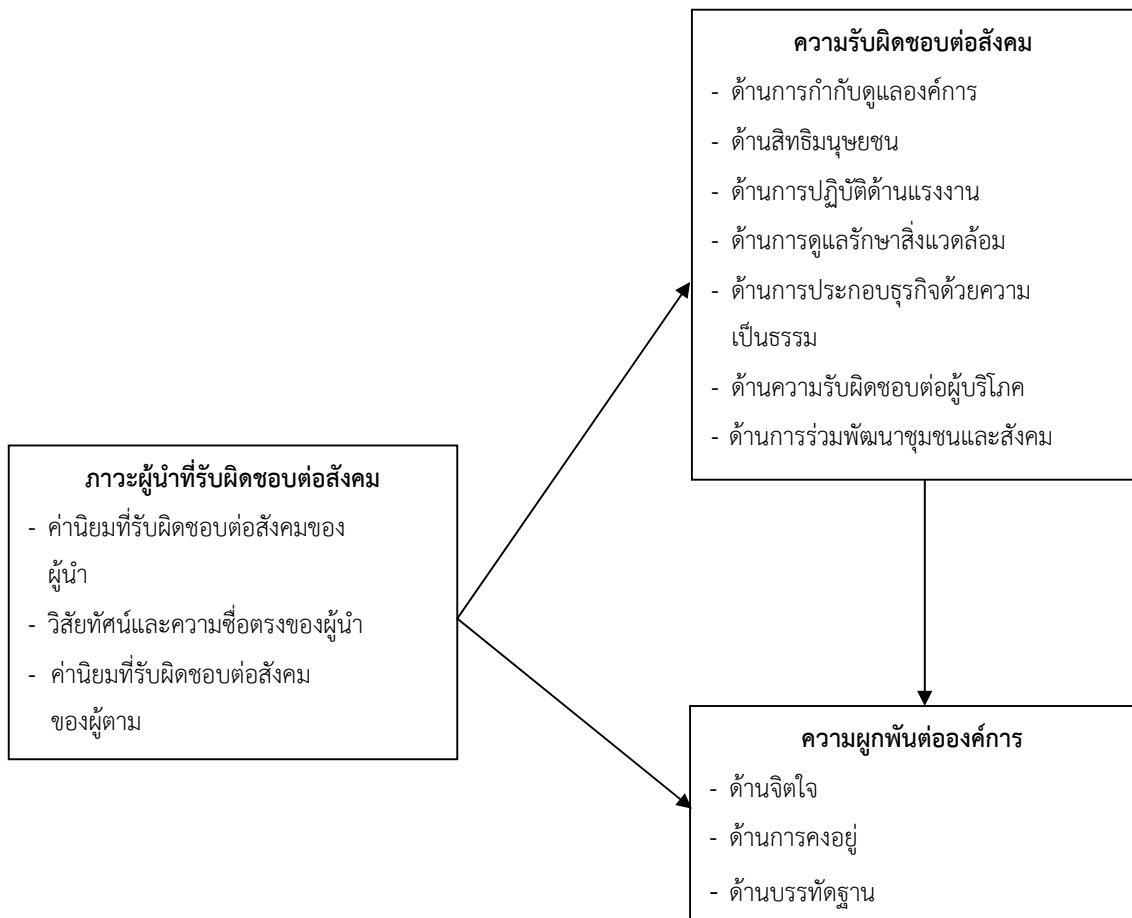 ความรับผิดชอบต่อสังคม
- ด้านการกำกับดูแลองค์การ
- ด้านสิทธิมนุษยชน
- ด้านการปฏิบัติด้านแรงงาน
- ด้านการดูแลรักษาสิ่งแวดล้อม
- ด้านการประกอบธุรกิจด้วยความ
เป็นธรรม
- ด้านความรับผิดชอบต่อผู้บริโภค
- ด้านการร่วมพัฒนาชุมชนและสังคม
ภาวะผู้นำที่รับผิดชอบต่อสังคม
- ค่านิยมที่รับผิดชอบต่อสังคมของ
ผู้นำ
- วิสัยทัศน์และความซื่อตรงของผู้นำ
- ค่านิยมที่รับผิดชอบต่อสังคม
ของผู้ตาม
ความผูกพันต่อองค์การ
- ด้านจิตใจ
- ด้านการคงอยู่
- ด้านบรรทัดฐาน